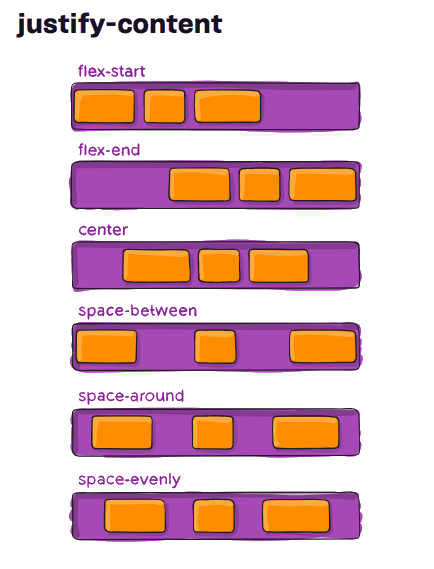 justify-content
flex-start
flex-end
center
space-between
space-around
space-evenly